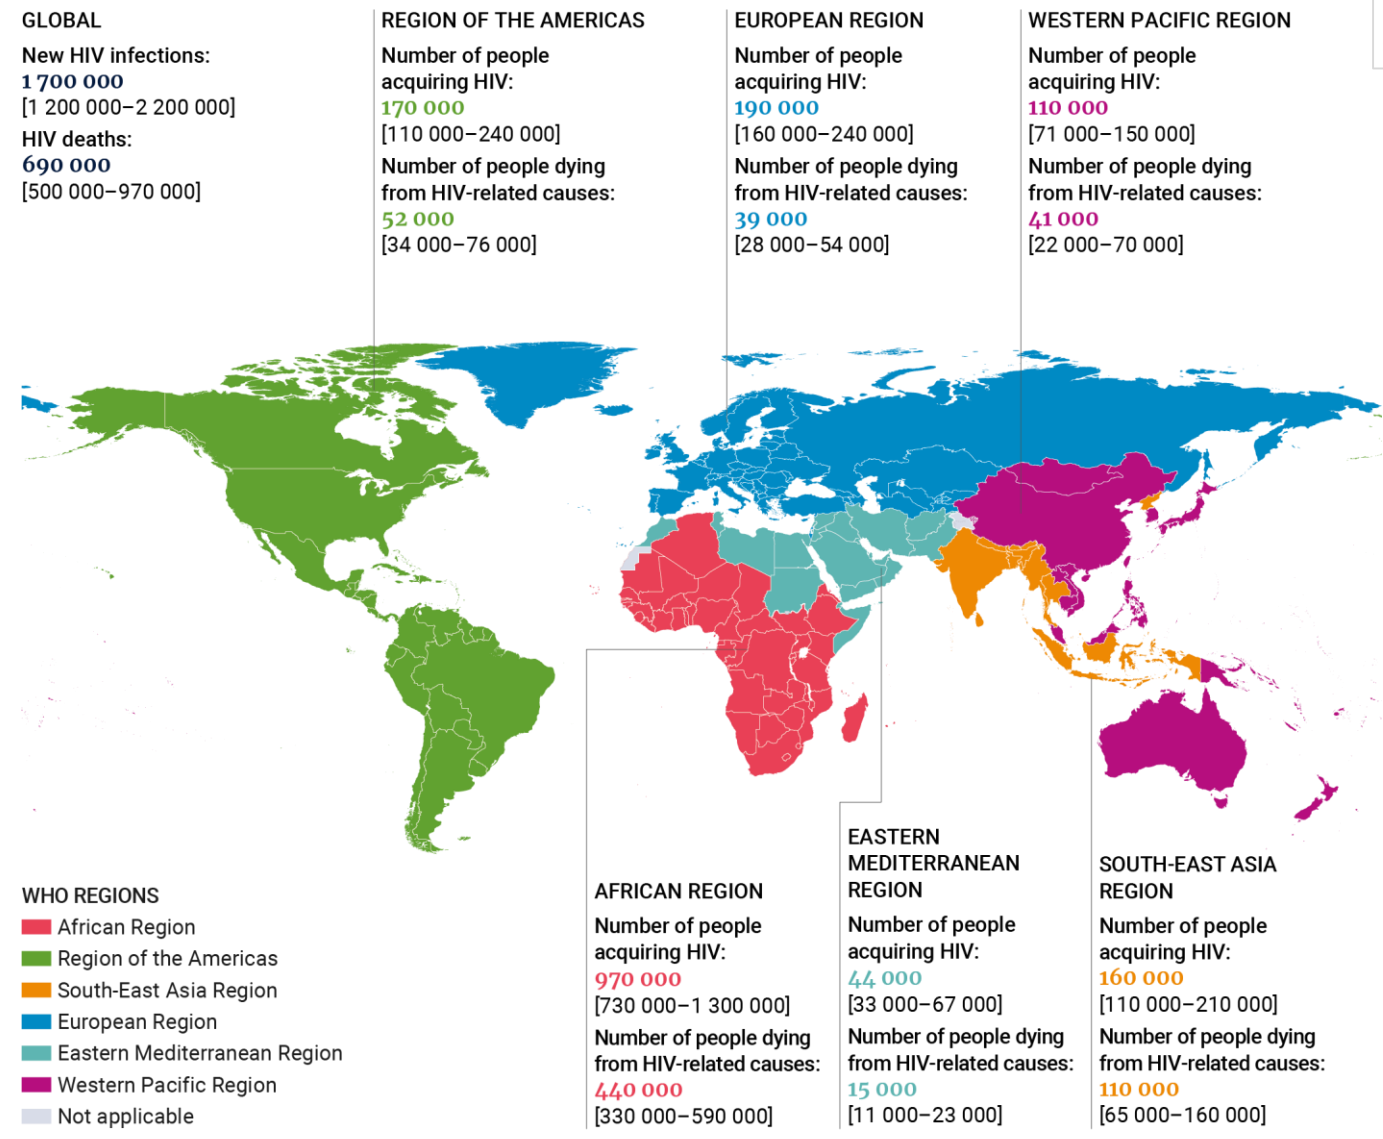 GLOBAL
New HIV infections:
1 700 000
[1 200 000–2 200 000]
HIV deaths:
690 000
[500 000–970 000]
REGION OF THE AMERICAS
Number of people
acquiring HIV:
170 000
[110 000–240 000]
Number of people dying
from HIV-related causes:
52 000
[34 000–76 000]
EUROPEAN REGION
Number of people
acquiring HIV:
190 000
[160 000–240 000]
Number of people dying
from HIV-related causes:
39 000
[28 000–54 000]
WESTERN PACIFIC REGION
Number of people
acquiring HIV:
110 000
[71 000–150 000]
Number of people dying
from HIV-related causes:
41 000
[22 000–70 000]
WHO REGIONS
African Region
Region of the Americas
South-East Asia Region
European Region
Eastern Mediterranean Region
Western Pacific Region
Not applicable
AFRICAN REGION
Number of people
acquiring HIV:
970 000
[730 000–1 300 000]
Number of people dying
from HIV-related causes:
440 000
[330 000–590 000]
EASTERN
MEDITERRANEAN
REGION
Number of people
acquiring HIV:
44 000
[33 000–67 000]
Number of people dying
from HIV-related causes:
15 000
[11 000–23 000]
SOUTH-EAST ASIA
REGION
Number of people
acquiring HIV:
160 000
[110 000–210 000]
Number of people dying
from HIV-related causes:
110 000
[65 000–160 000]